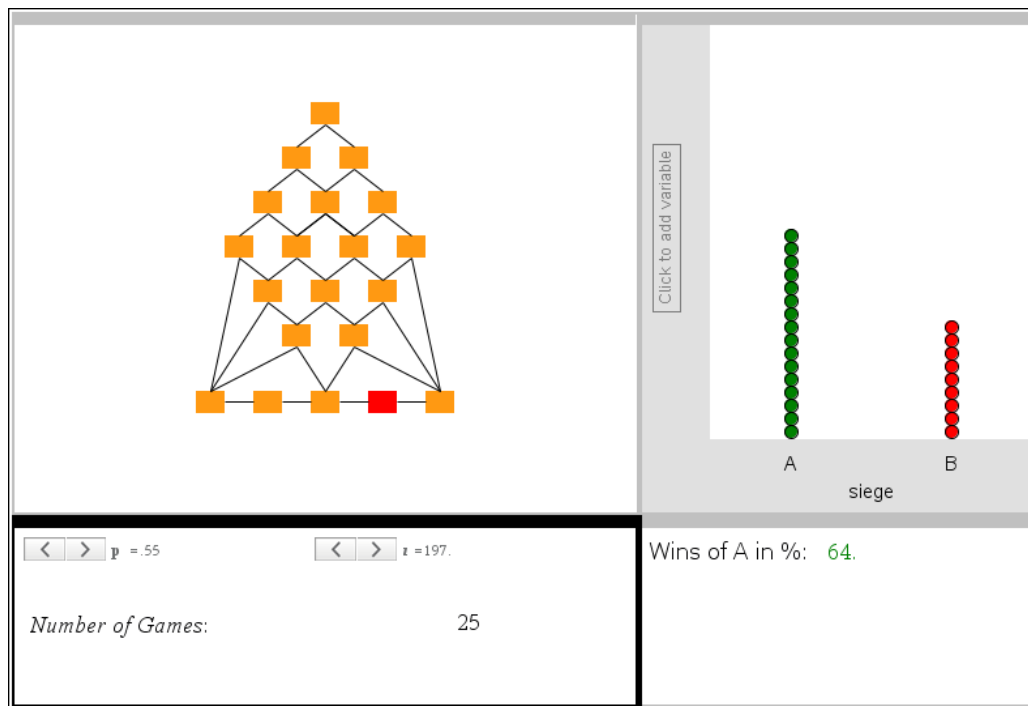 Click to add variable
A B
siege
p =.55
ı =197.
Wins of A in %: 64.
Number of Games: 25